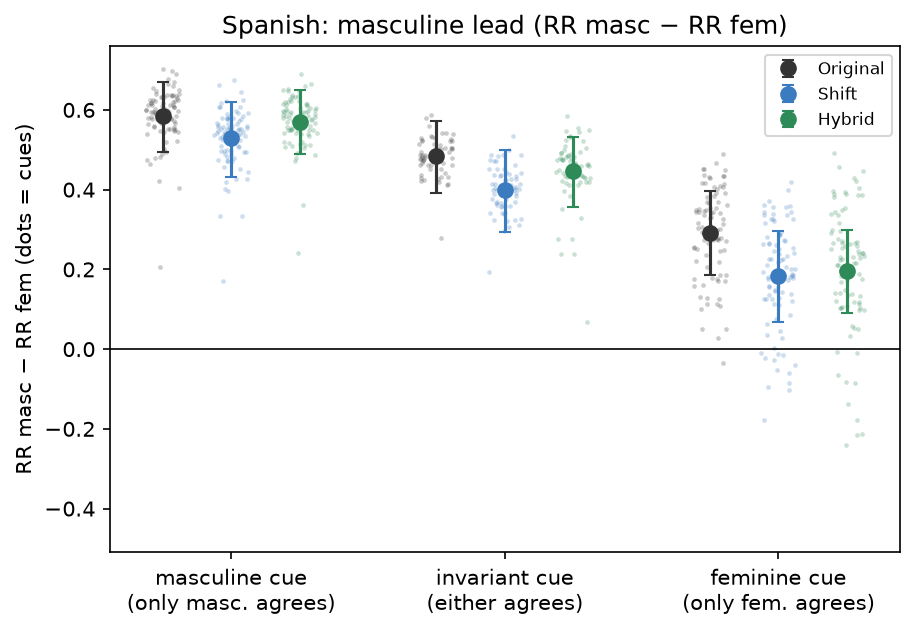 Spanish: masculine lead (RR masc − RR fem)
RR masc − RR fem (dots = cues)
0.6
0.4
0.2
0.0
−0.2
−0.4
Original
Shift
Hybrid
masculine cue
(only masc. agrees)
invariant cue
(either agrees)
feminine cue
(only fem. agrees)